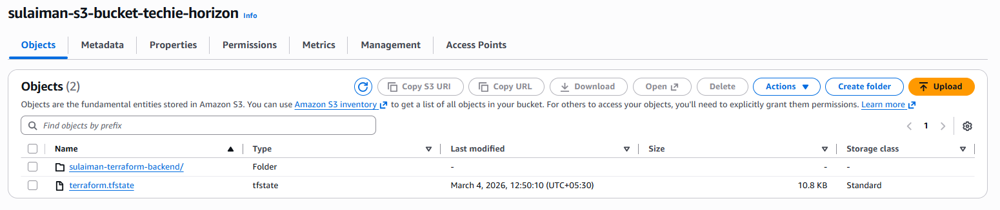 sulaiman-s3-bucket-techie-horizon Info
Objects Metadata Properties Permissions Metrics Management Access Points
Objects (2) Copy S3 URI Copy URL Download Open Delete Actions Create folder Upload
Objects are the fundamental entities stored in Amazon S3. You can use Amazon S3 inventory to get a list of all objects in your bucket. For others to access your objects, you'll need to explicitly grant them permissions. Learn more
Find objects by prefix 1
Name Type Last modified Size Storage class
sulaiman-terraform-backend/ Folder - - -
terraform.tfstate tfstate March 4, 2026, 12:50:10 (UTC+05:30) 10.8 KB Standard